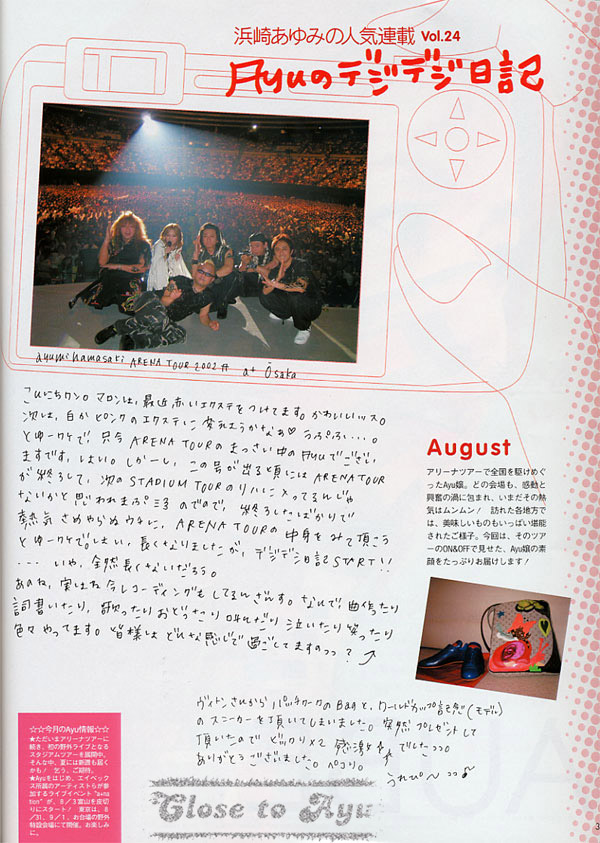 浜崎あゆみの人気連載 Vol.24
Ayuのデジデジ日記
ayumi hamasaki ARENA TOUR 2002 A at Osaka
こんにちワン。マロンは、最近、赤いエクステをつけてます。かわいいッス。
次は、白か ピンクの エクステに 変えようかなぁ♡ うぷぷぷ…。
とゆーワケで、只今 ARENA TOURの まっさい中の Ayuでござい
ますです。はい。しかーし、この号が出る頃には ARENA TOUR
が終了して、次の STADIUM TOURの リハに 入ってるんじゃ
ないかと 思われまぷ 故 のでので、 終了したばかりで
熱気 さめやらぬウチに、ARENA TOURの 中身を みて頂こう
とゆーワケで。しまい、長くなりましたが、デジデジ日記START!!
… いや、全然長くないだろう。
あのね、実はね 今レコーディングも してるんざんす。なんで、曲作ったり
詞書いたり、歌ったり おどったり 叫んだり 泣いたり 笑ったり
色々 やってます。皆様は どんな感じで 過ごしてますのっっ?
August
アリーナツアーで全国を駆けめぐ
ったAyu嬢。どの会場も、感動と
興奮の渦に包まれ、いまだその熱
気はムンムン! 訪れた各地方で
は、美味しいものもいっぱい堪能
されたご様子。今回は、そのツア
ーのON&OFFで見せた、Ayu嬢の素
顔をたっぷりお届けします!
ヴィトンさんから パッチワークの Bagと、ワールドカップ記念(モデル)
の スニーカーを 頂いてしまいました。突然 プレゼントして
頂いたので ビックリ×2 感激 でしたっっ。
ありがとうございました。ペコリ。
うれぴ〜っっ♪
☆☆今月のAyu情報☆☆
★ただいまアリーナツアーに
続き、初の野外ライブとなる
スタジアムツアーを展開中。
そんな中、夏には新譜も届く
かも! 乞う、ご期待。
★Ayuをはじめ、エイベック
ス所属のアーティストらが参
加するライブイベント"a-na
tion"が、8/3富山を皮切
りにスタート! 東京は、8
/31、9/1、お台場の野外
特設会場にて開催。お楽しみ
に。
Close to Ayu
3